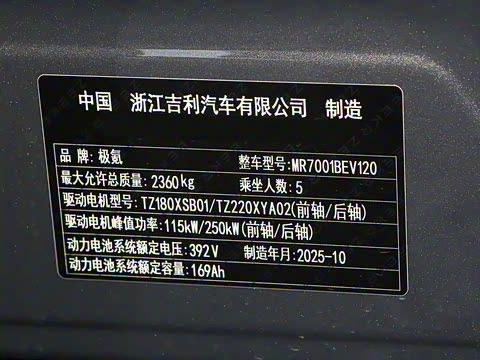 中国 浙江吉利汽车有限公司 制造
品 牌:极氪 整车型号:MR7001BEV120
最大允许总质量:2360kg 乘坐人数:5
驱动电机型号:TZ180XSB01/TZ220XYA02(前轴/后轴)
驱动电机峰值功率:115kW/250kW(前轴/后轴)
动力电池系统额定电压:392V 制造年月:2025-10
动力电池系统额定容量:169Ah